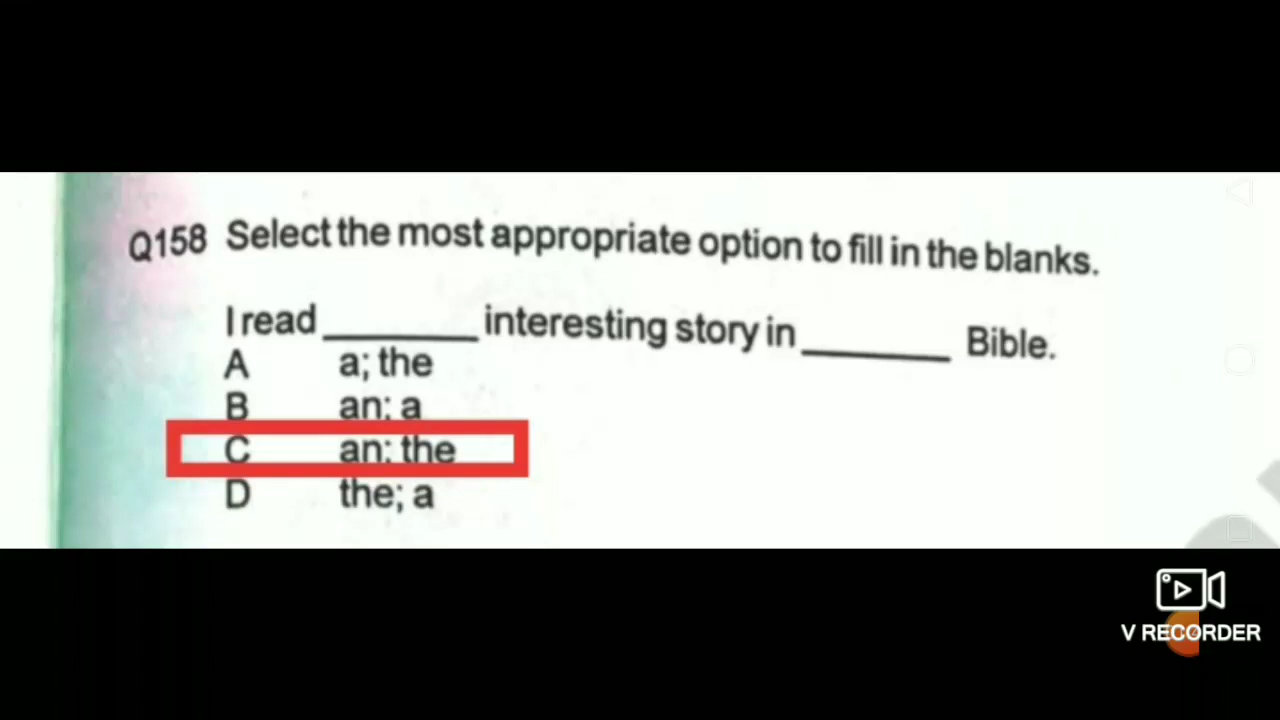 Q158 Select the most appropriate option to fill in the blanks.
I read ________ interesting story in ________ Bible.
A a; the
B an; a
C an; the
D the; a
V RECORDER